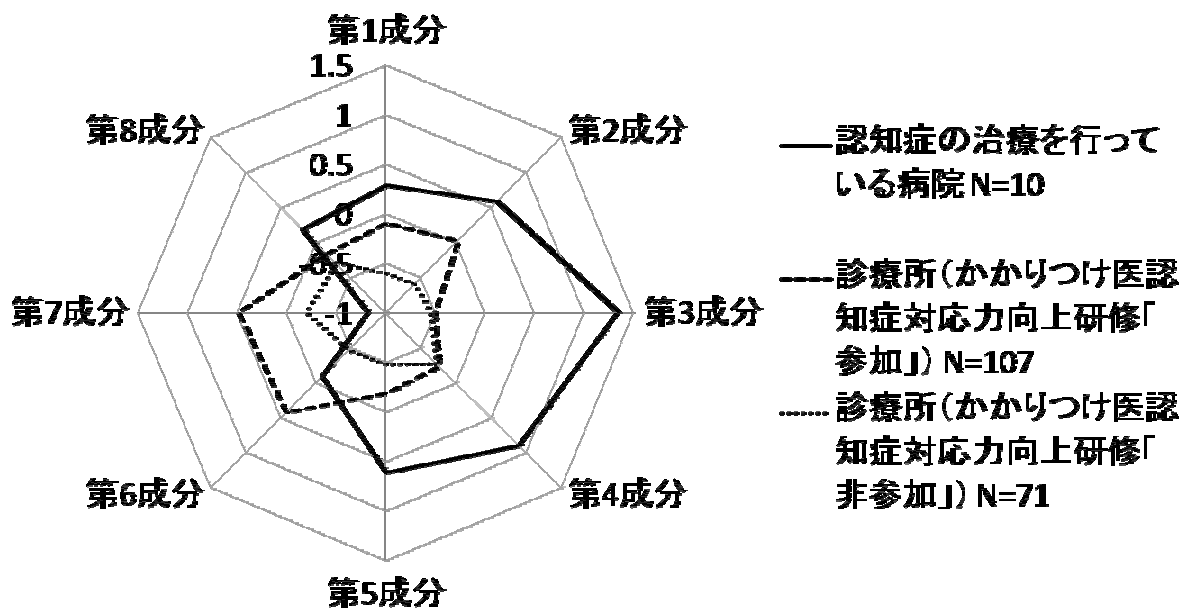 第1成分
1.5
第8成分
1
第2成分
0.5
0
-0.5
第7成分
-1
第3成分
第6成分
第4成分
第5成分
認知症の治療を行って
いる病院 N=10
診療所(かかりつけ医認
知症対応力向上研修「
参加」) N=107
診療所(かかりつけ医認
知症対応力向上研修「
非参加」) N=71